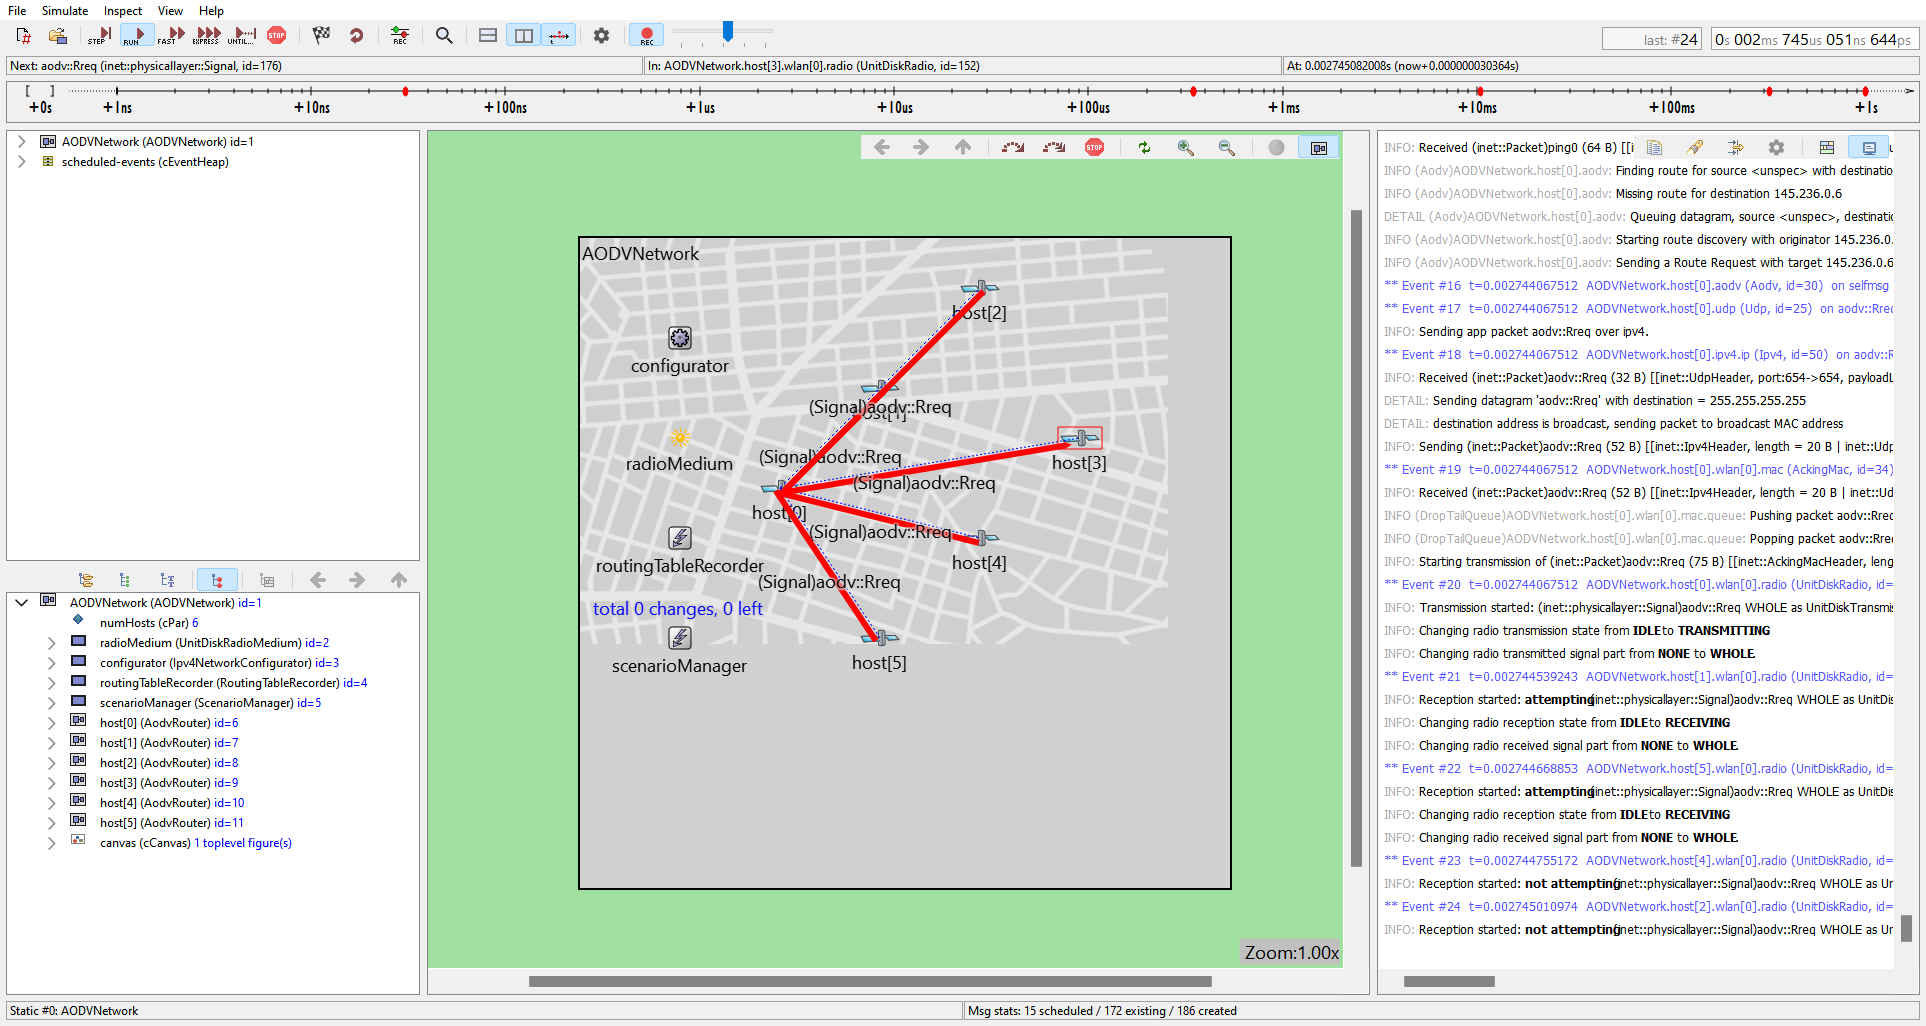 File Simulate Inspect View Help
STEP RUN FAST EXPRESS UNTIL... STOP REC REC
last: #24 0s 002ms 745us 051ns 644ps
Next: aodv::Rreq (inet::physicallayer::Signal, id=176) In: AODVNetwork.host[3].wlan[0].radio (UnitDiskRadio, id=152) At: 0.002745082008s (now+0.000000030364s)
[ ]
+0s +1ns +10ns +100ns +1us +10us +100us +1ms +10ms +100ms +1s
AODVNetwork (AODVNetwork) id=1
scheduled-events (cEventHeap)
AODVNetwork (AODVNetwork) id=1
numHosts (cPar) 6
radioMedium (UnitDiskRadioMedium) id=2
configurator (Ipv4NetworkConfigurator) id=3
routingTableRecorder (RoutingTableRecorder) id=4
scenarioManager (ScenarioManager) id=5
host[0] (AodvRouter) id=6
host[1] (AodvRouter) id=7
host[2] (AodvRouter) id=8
host[3] (AodvRouter) id=9
host[4] (AodvRouter) id=10
host[5] (AodvRouter) id=11
canvas (cCanvas) 1 toplevel figure(s)
STOP
AODVNetwork
host[2]
configurator
(Signal)aodv::Rreq
host[1]
(Signal)aodv::Rreq
radioMedium
host[3]
(Signal)aodv::Rreq
host[0]
(Signal)aodv::Rreq
routingTableRecorder
host[4]
(Signal)aodv::Rreq
total 0 changes, 0 left
scenarioManager
host[5]
Zoom:1.00x
INFO: Received (inet::Packet)ping0 (64 B) [[i
INFO (Aodv)AODVNetwork.host[0].aodv: Finding route for source <unspec> with destinatio
INFO (Aodv)AODVNetwork.host[0].aodv: Missing route for destination 145.236.0.6
DETAIL (Aodv)AODVNetwork.host[0].aodv: Queuing datagram, source <unspec>, destinatic
INFO (Aodv)AODVNetwork.host[0].aodv: Starting route discovery with originator 145.236.0.
INFO (Aodv)AODVNetwork.host[0].aodv: Sending a Route Request with target 145.236.0.6
** Event #16 t=0.002744067512 AODVNetwork.host[0].aodv (Aodv, id=30) on selfmsg
** Event #17 t=0.002744067512 AODVNetwork.host[0].udp (Udp, id=25) on aodv::Rrec
INFO: Sending app packet aodv::Rreq over ipv4.
** Event #18 t=0.002744067512 AODVNetwork.host[0].ipv4.ip (Ipv4, id=50) on aodv::R
INFO: Received (inet::Packet)aodv::Rreq (32 B) [[inet::UdpHeader, port:654->654, payloadL
DETAIL: Sending datagram 'aodv::Rreq' with destination = 255.255.255.255
DETAIL: destination address is broadcast, sending packet to broadcast MAC address
INFO: Sending (inet::Packet)aodv::Rreq (52 B) [[inet::Ipv4Header, length = 20 B | inet::Udp
** Event #19 t=0.002744067512 AODVNetwork.host[0].wlan[0].mac (AckingMac, id=34)
INFO: Received (inet::Packet)aodv::Rreq (52 B) [[inet::Ipv4Header, length = 20 B | inet::Ud
INFO (DropTailQueue)AODVNetwork.host[0].wlan[0].mac.queue: Pushing packet aodv::Rrec
INFO (DropTailQueue)AODVNetwork.host[0].wlan[0].mac.queue: Popping packet aodv::Rre
INFO: Starting transmission of (inet::Packet)aodv::Rreq (75 B) [[inet::AckingMacHeader, leng
** Event #20 t=0.002744067512 AODVNetwork.host[0].wlan[0].radio (UnitDiskRadio, id=
INFO: Transmission started: (inet::physicallayer::Signal)aodv::Rreq WHOLE as UnitDiskTransmis
INFO: Changing radio transmission state from IDLE to TRANSMITTING
INFO: Changing radio transmitted signal part from NONE to WHOLE.
** Event #21 t=0.002744539243 AODVNetwork.host[1].wlan[0].radio (UnitDiskRadio, id=
INFO: Reception started: attempting (inet::physicallayer::Signal)aodv::Rreq WHOLE as UnitDis
INFO: Changing radio reception state from IDLE to RECEIVING
INFO: Changing radio received signal part from NONE to WHOLE.
** Event #22 t=0.002744668853 AODVNetwork.host[5].wlan[0].radio (UnitDiskRadio, id=
INFO: Reception started: attempting (inet::physicallayer::Signal)aodv::Rreq WHOLE as UnitDis
INFO: Changing radio reception state from IDLE to RECEIVING
INFO: Changing radio received signal part from NONE to WHOLE.
** Event #23 t=0.002744755172 AODVNetwork.host[4].wlan[0].radio (UnitDiskRadio, id=
INFO: Reception started: not attempting (inet::physicallayer::Signal)aodv::Rreq WHOLE as Un
** Event #24 t=0.002745010974 AODVNetwork.host[2].wlan[0].radio (UnitDiskRadio, id=
INFO: Reception started: not attempting (inet::physicallayer::Signal)aodv::Rreq WHOLE as Un
Static #0: AODVNetwork Msg stats: 15 scheduled / 172 existing / 186 created